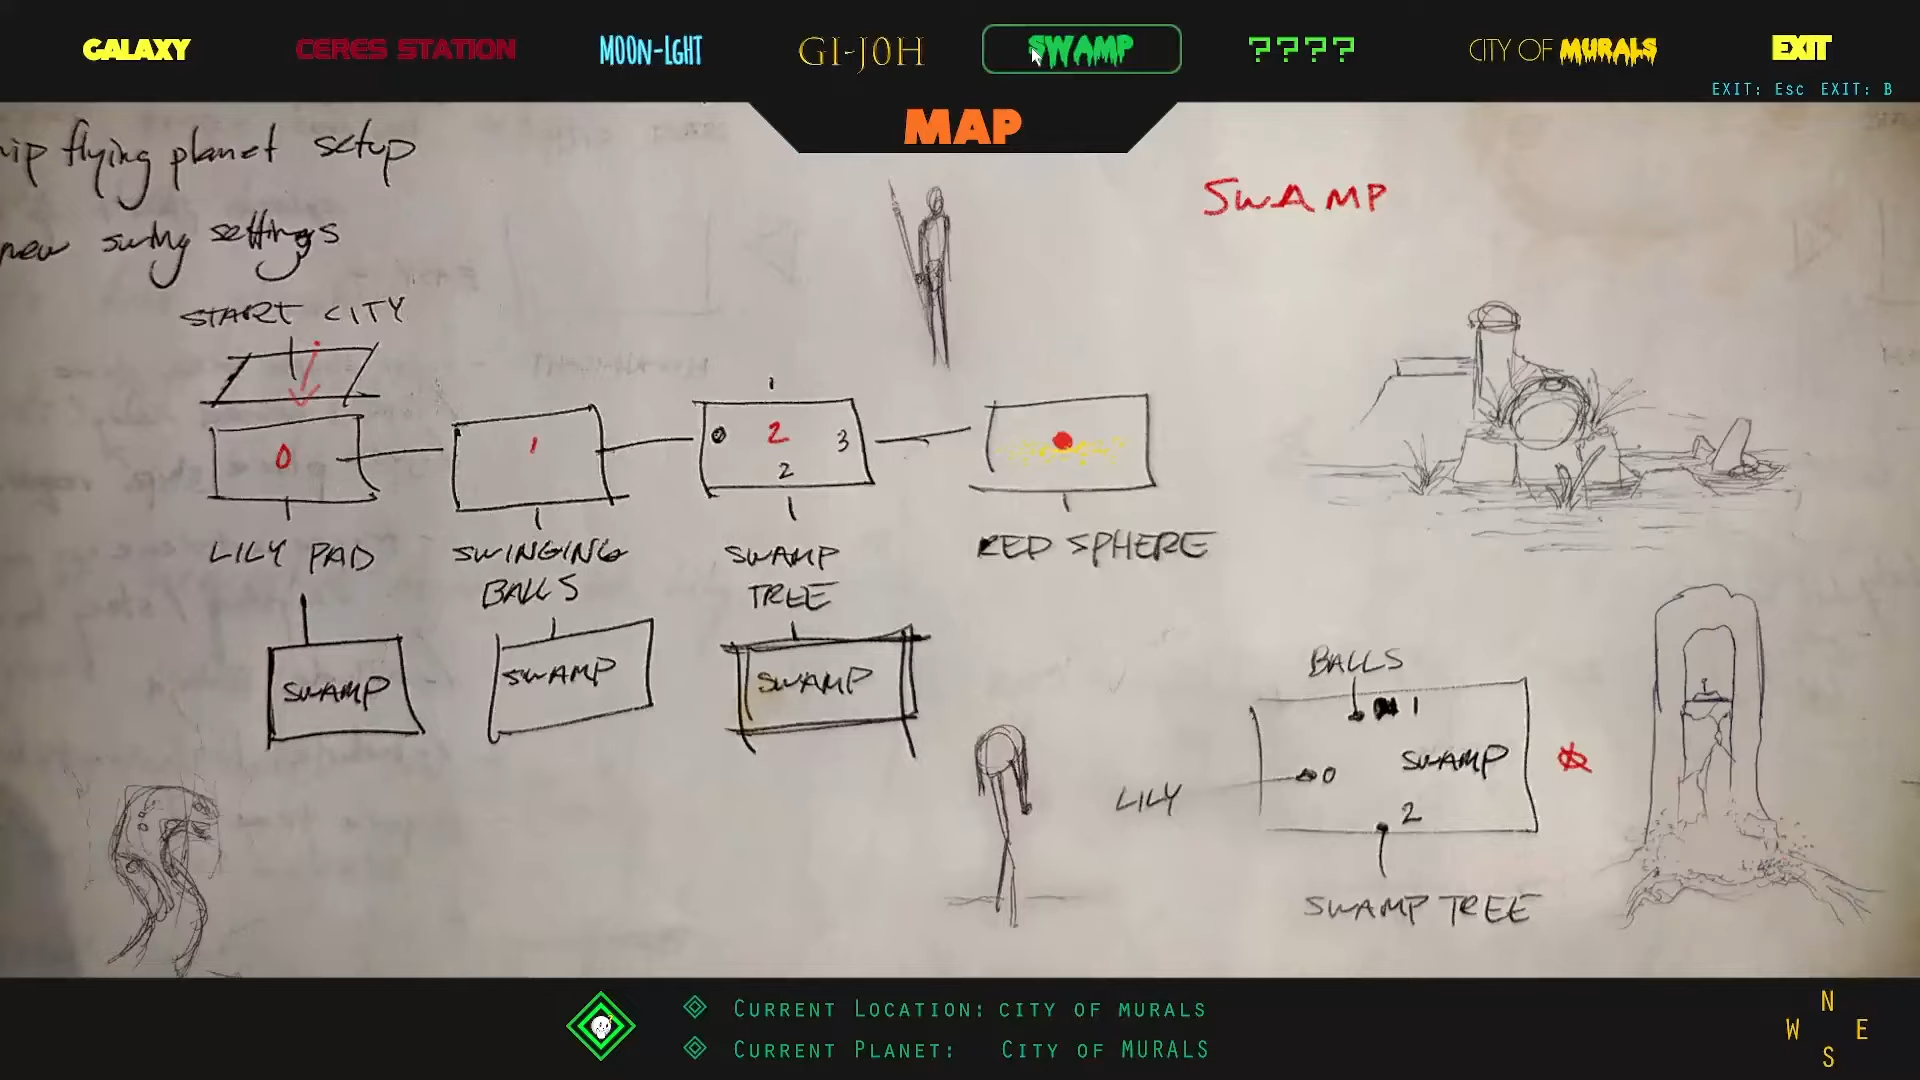 GALAXY
CERES STATION
MOON-LGHT
GI-J0H
SWAMP
????
CITY OF MURALS
EXIT
EXIT: Esc EXIT: B
MAP
flying planet setup
new swing settings
SWAMP
START CITY
0
1
1
0 2 3
2
LILY PAD
SWINGING
BALLS
SWAMP
TREE
RED SPHERE
SWAMP
SWAMP
SWAMP
BALLS
1
SWAMP
LILY
0
2
SWAMP TREE
CURRENT LOCATION: CITY OF MURALS
CURRENT PLANET: CITY OF MURALS
N
W E
S